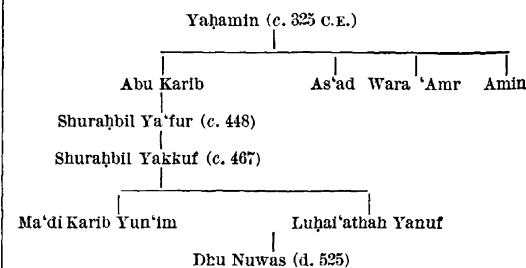 Yaḥamin (c. 325 C.E.)
Abu Karib As'ad Wara 'Amr Amin
Shuraḥbil Ya'fur (c. 448)
Shuraḥbil Yakkuf (c. 467)
Ma'di Karib Yun'im Luḥai'athah Yanuf
Dhu Nuwas (d. 525)